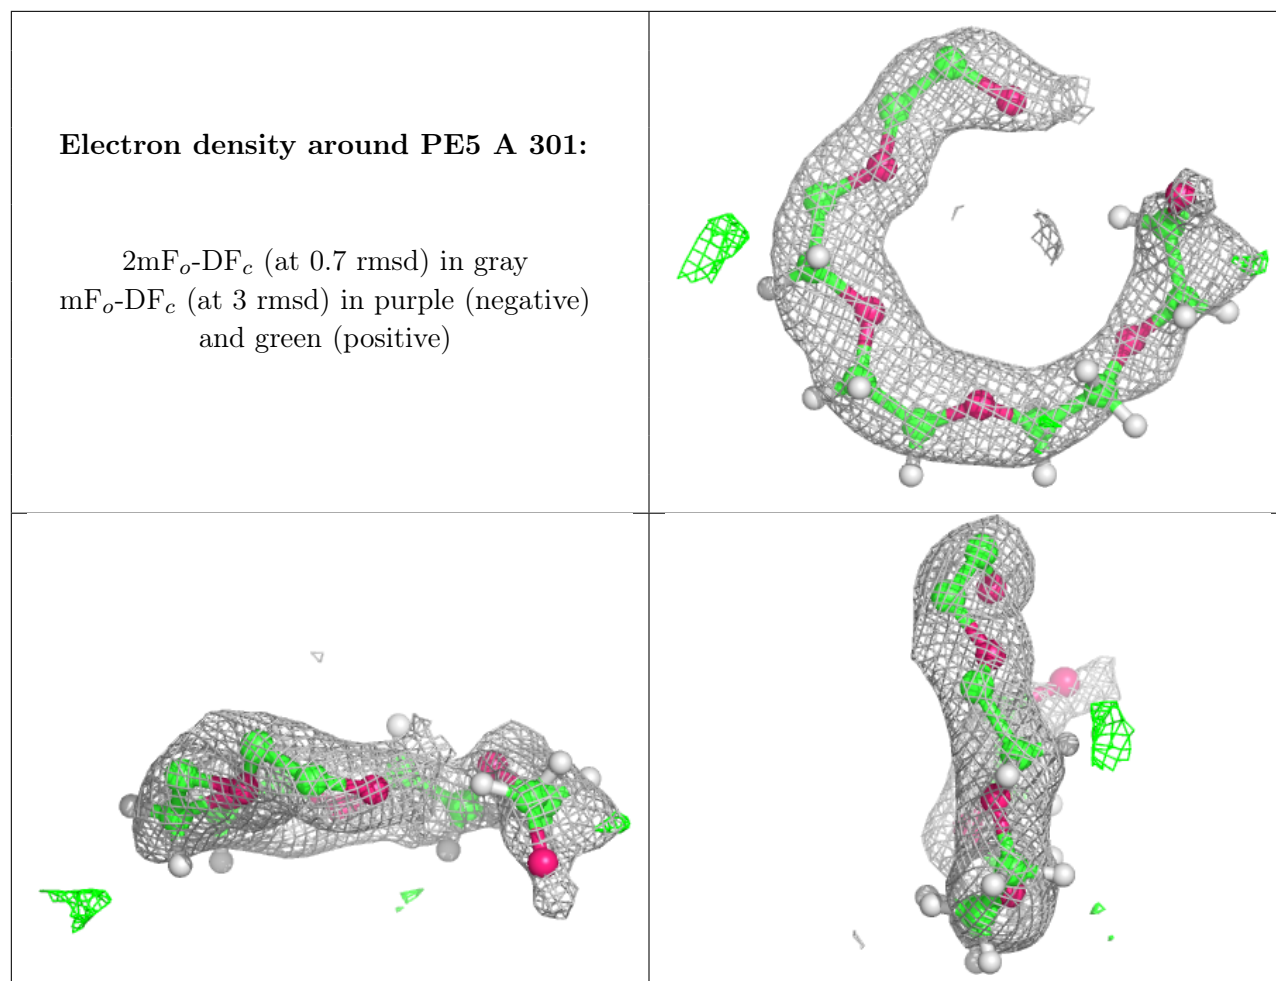 Electron density around PE5 A 301:
2mFo-DFc (at 0.7 rmsd) in gray
mFo-DFc (at 3 rmsd) in purple (negative)
and green (positive)